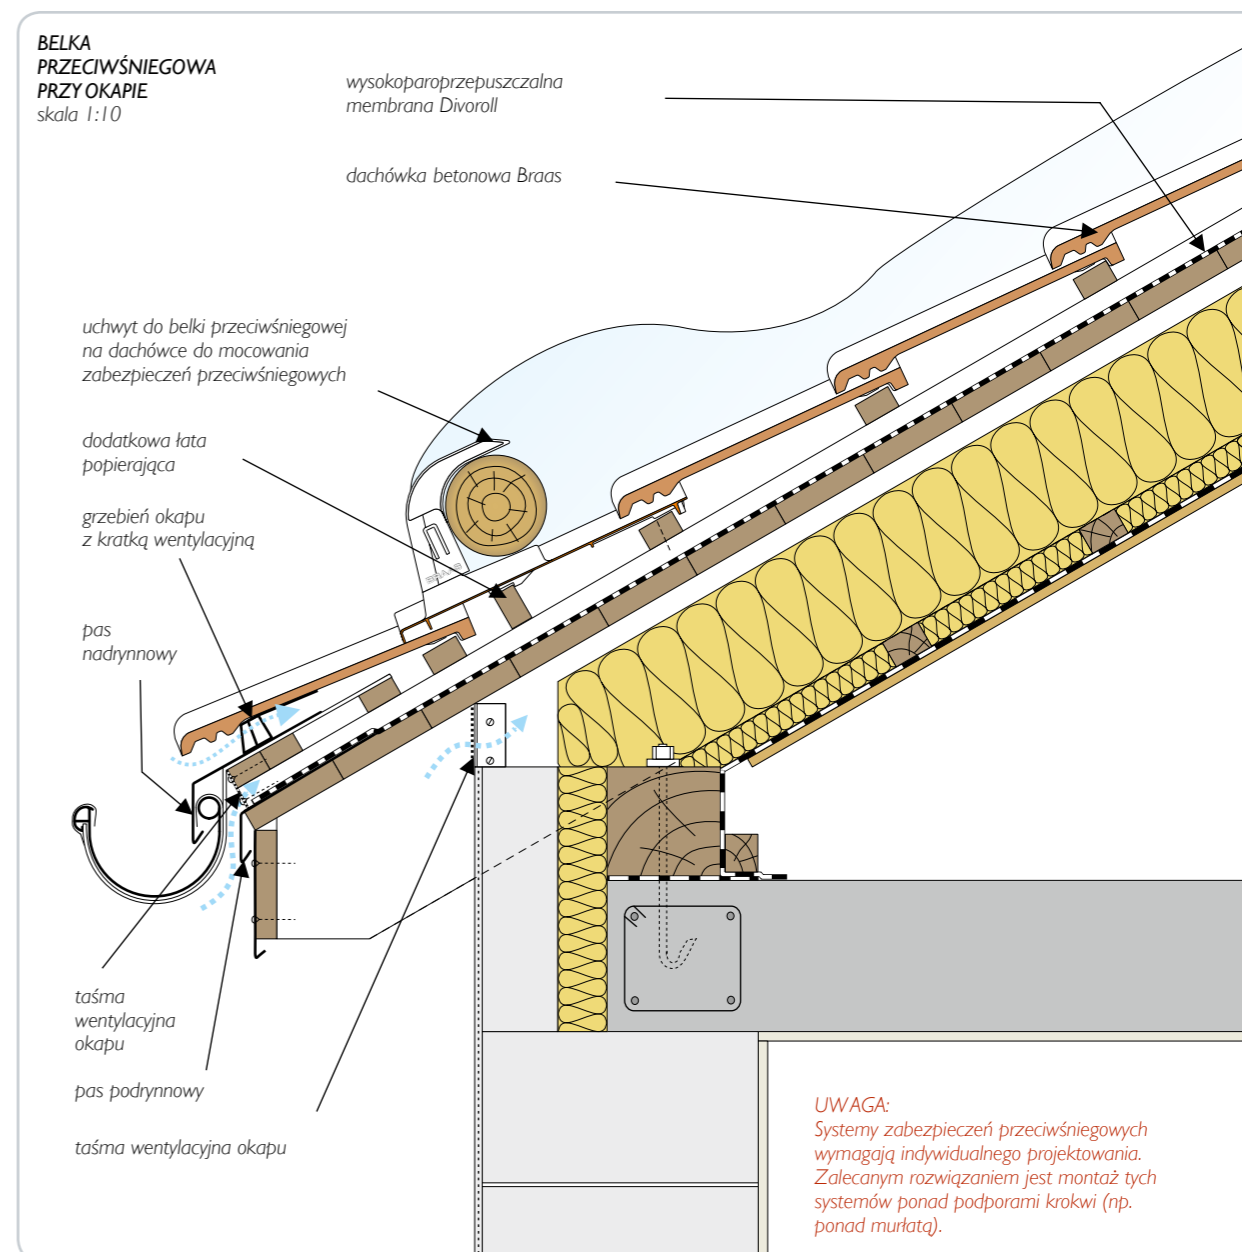 BELKA
PRZECIWŚNIEGOWA
PRZY OKAPIE
skala 1:10
wysokoparoprzepuszczalna
membrana Divoroll
dachówka betonowa Braas
uchwyt do belki przeciwśniegowej
na dachówce do mocowania
zabezpieczeń przeciwśniegowych
dodatkowa łata
popierająca
grzebień okapu
z kratką wentylacyjną
pas
nadrynnowy
BRAAS
taśma
wentylacyjna
okapu
pas podrynnowy
taśma wentylacyjna okapu
UWAGA:
Systemy zabezpieczeń przeciwśniegowych
wymagają indywidualnego projektowania.
Zalecanym rozwiązaniem jest montaż tych
systemów ponad podporami krokwi (np.
ponad murłatą).